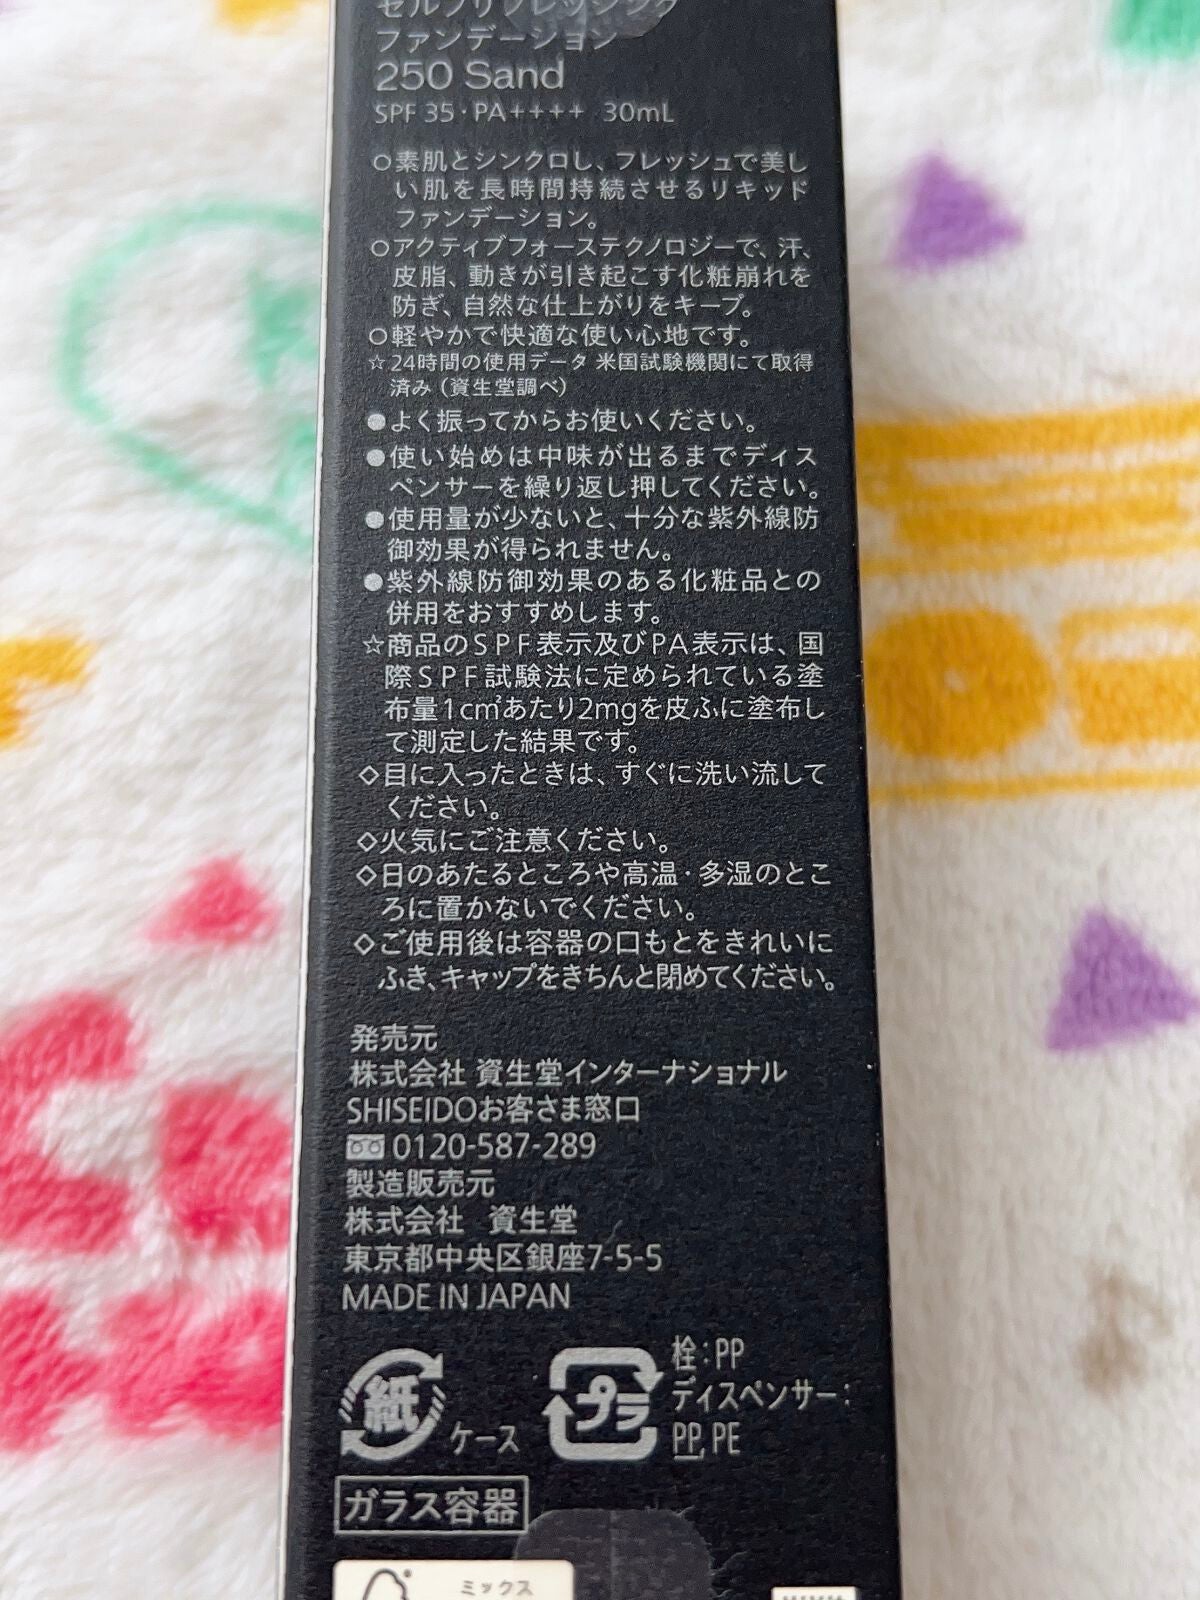 セルフリフレッシング
ファンデーション
250 Sand
SPF 35・PA++++ 30mL
○素肌とシンクロし、フレッシュで美し
い肌を長時間持続させるリキッド
ファンデーション。
○アクティブフォーステクノロジーで、汗、
皮脂、動きが引き起こす化粧崩れを
防ぎ、自然な仕上がりをキープ。
○軽やかで快適な使い心地です。
☆24時間の使用データ 米国試験機関にて取得
済み（資生堂調べ）
●よく振ってからお使いください。
●使い始めは中味が出るまでディス
ペンサーを繰り返し押してください。
●使用量が少ないと、十分な紫外線防
御効果が得られません。
●紫外線防御効果のある化粧品との
併用をおすすめします。
☆商品のSPF表示及びPA表示は、国
際SPF試験法に定められている塗
布量1c㎡あたり2mgを皮ふに塗布し
て測定した結果です。
◇目に入ったときは、すぐに洗い流して
ください。
◇火気にご注意ください。
◇日のあたるところや高温・多湿のとこ
ろに置かないでください。
◇ご使用後は容器の口もとをきれいに
ふき、キャップをきちんと閉めてください。
発売元
株式会社 資生堂インターナショナル
SHISEIDOお客さま窓口
0120-587-289
製造販売元
株式会社 資生堂
東京都中央区銀座7-5-5
MADE IN JAPAN
紙 ケース
プラ 栓：PP
ディスペンサー：
PP, PE
ガラス容器
ミックス